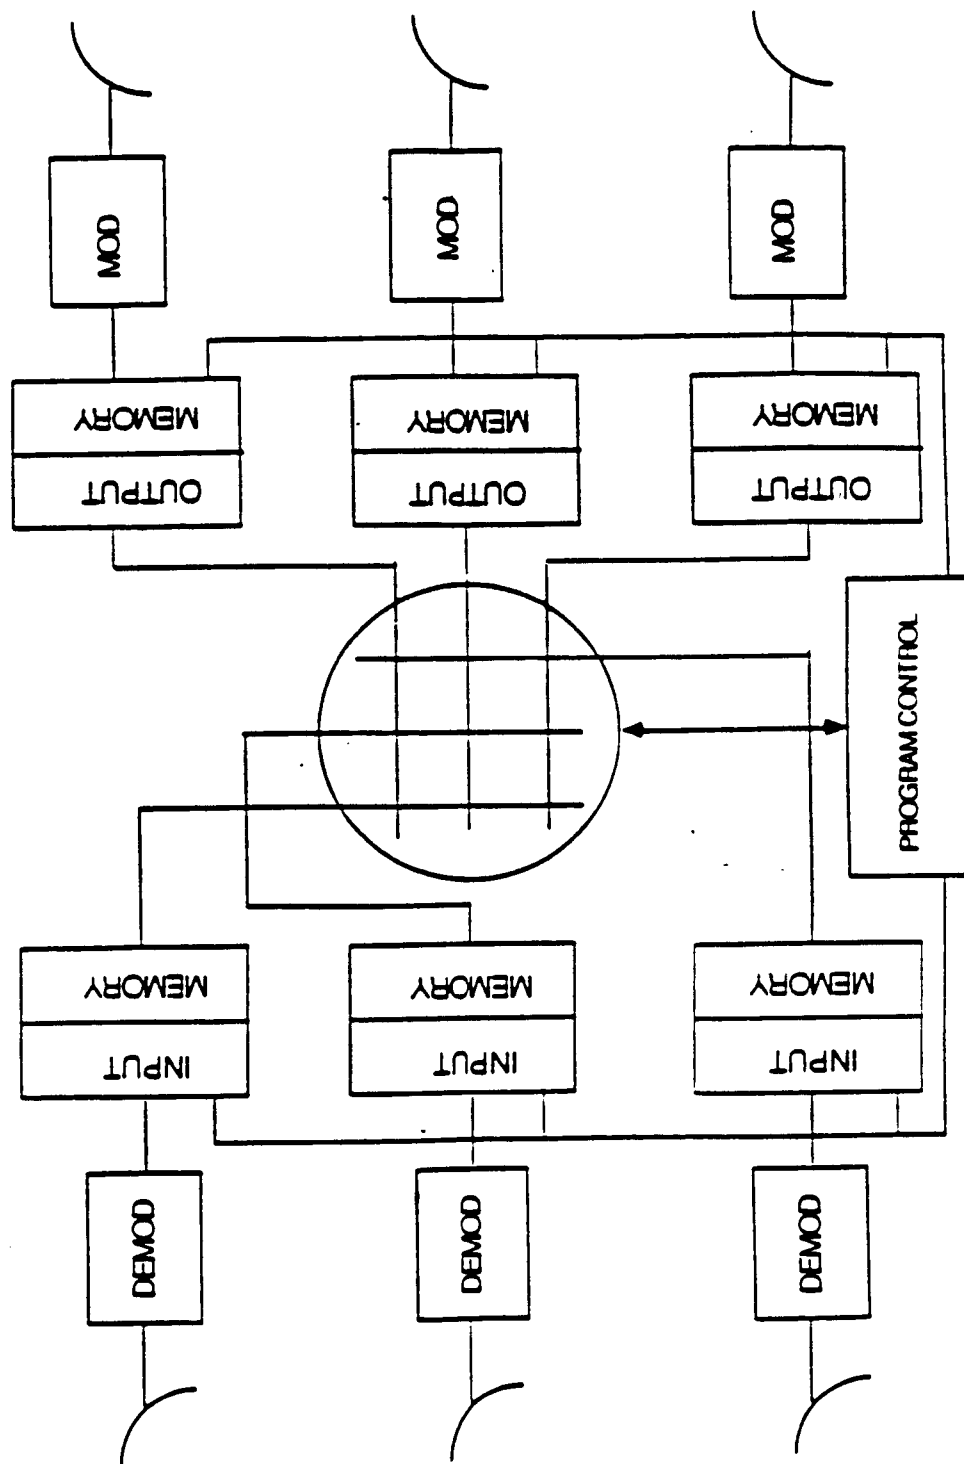 DEMOD
INPUT
MEMORY
OUTPUT
MEMORY
MOD
DEMOD
INPUT
MEMORY
OUTPUT
MEMORY
MOD
DEMOD
INPUT
MEMORY
OUTPUT
MEMORY
MOD
PROGRAM CONTROL